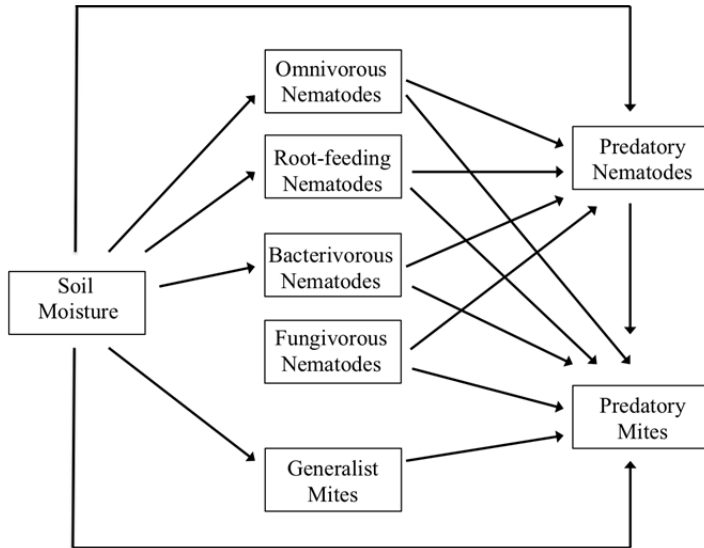 Omnivorous
Nematodes
Root-feeding
Nematodes
Predatory
Nematodes
Bacterivorous
Nematodes
Soil
Moisture
Fungivorous
Nematodes
Predatory
Mites
Generalist
Mites